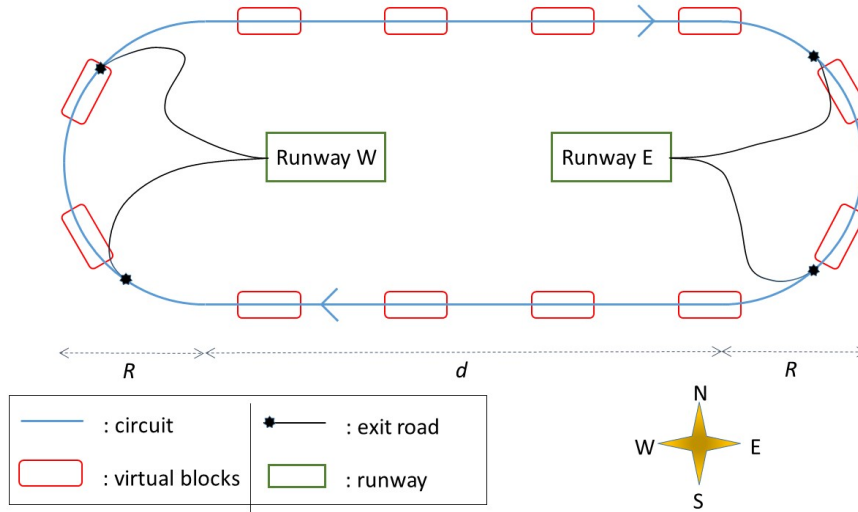 Runway W
Runway E
R
d
R
: circuit
: exit road
: virtual blocks
: runway
N
W
E
S